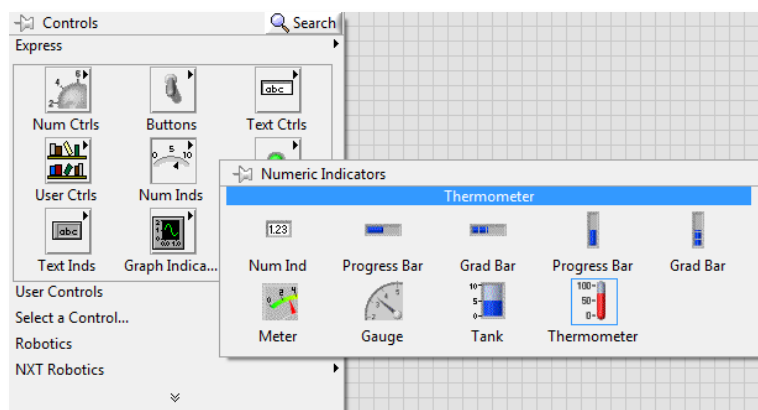 Controls
Search
Express
Num Ctrls
Buttons
Text Ctrls
User Ctrls
Num Inds
Text Inds
Graph Indica...
User Controls
Select a Control...
Robotics
NXT Robotics
Numeric Indicators
Thermometer
Num Ind
Progress Bar
Grad Bar
Progress Bar
Grad Bar
Meter
Gauge
Tank
Thermometer